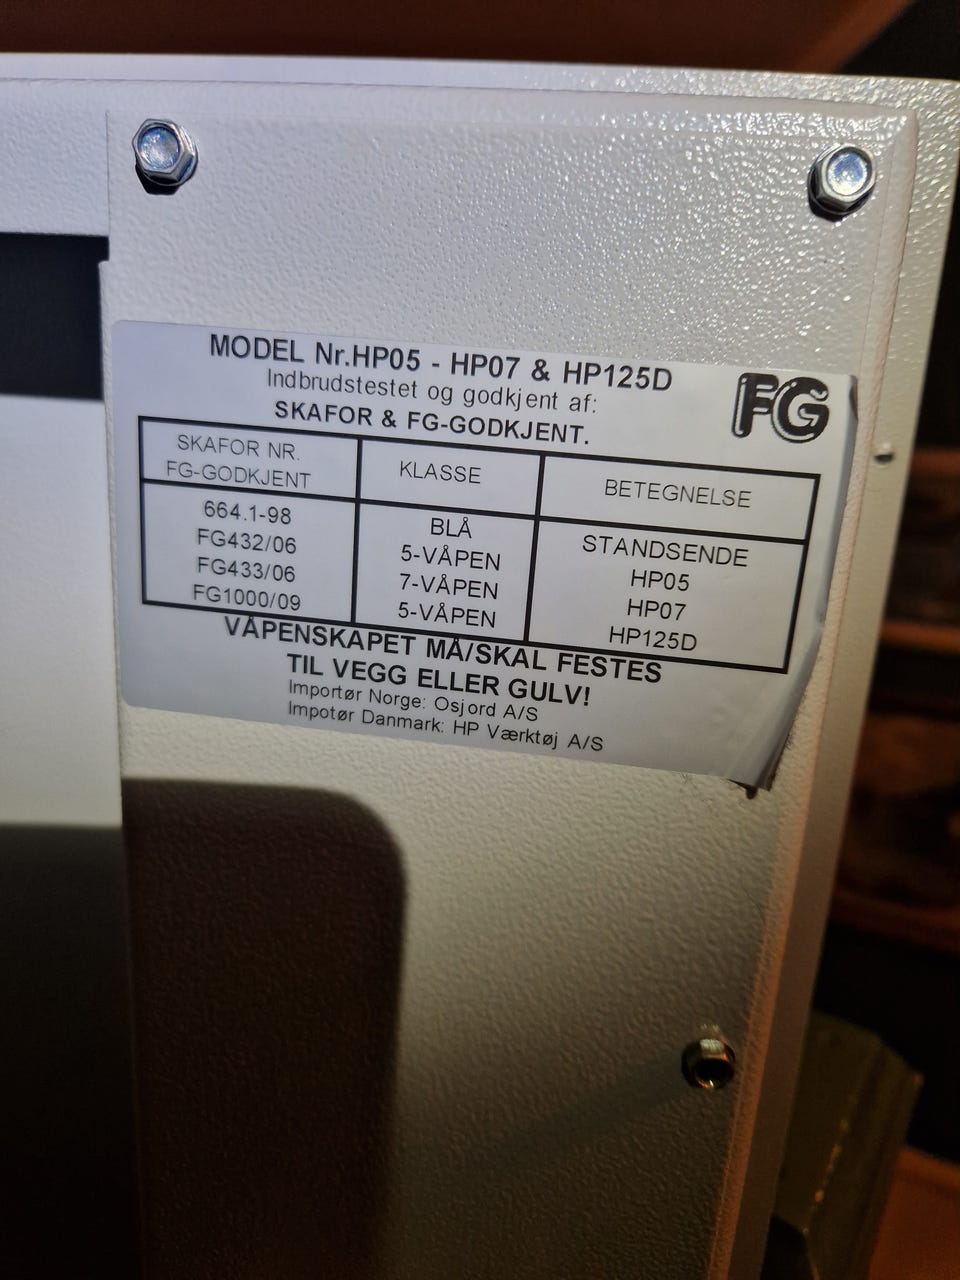 MODEL Nr.HP05 - HP07 & HP125D
Indbrudstestet og godkjent af:
SKAFOR & FG-GODKJENT.
FG
SKAFOR NR.
FG-GODKJENT
KLASSE
BETEGNELSE
664.1-98
FG432/06
FG433/06
FG1000/09
BLÅ
5-VÅPEN
7-VÅPEN
5-VÅPEN
STANDSENDE
HP05
HP07
HP125D
VÅPENSKAPET MÅ/SKAL FESTES
TIL VEGG ELLER GULV!
Importør Norge: Osjord A/S
Impotør Danmark: HP Værktøj A/S